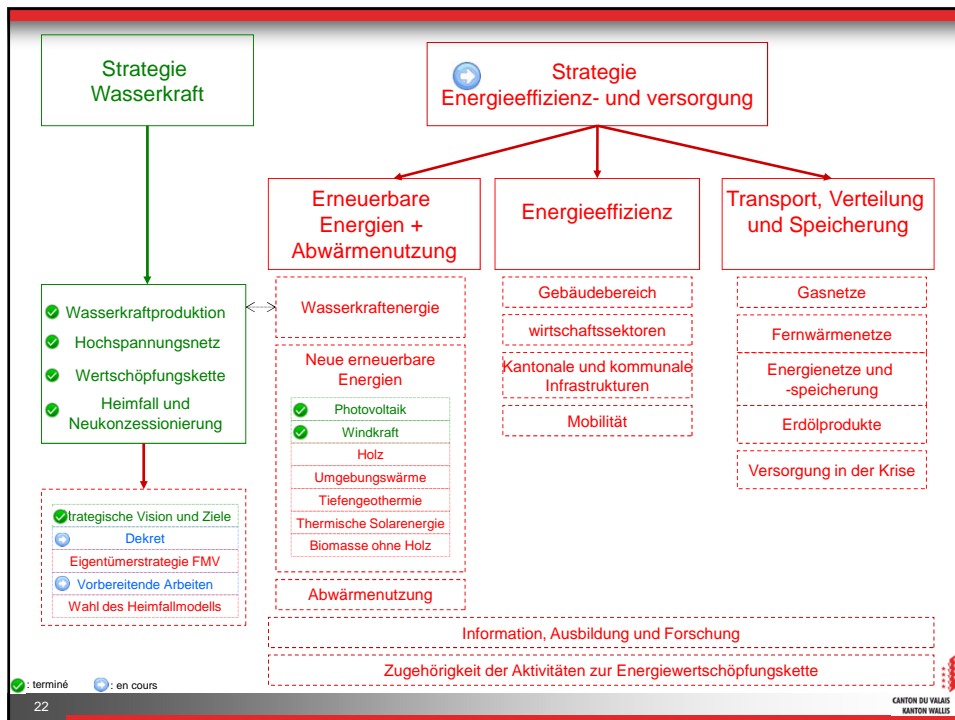 Strategie
Wasserkraft
Strategie
Energieeffizienz- und versorgung
Erneuerbare
Energien +
Abwärmenutzung
Energieeffizienz
Transport, Verteilung
und Speicherung
Wasserkraftproduktion
Hochspannungsnetz
Wertschöpfungskette
Heimfall und
Neukonzessionierung
Wasserkraftenergie
Neue erneuerbare
Energien
Photovoltaik
Windkraft
Holz
Umgebungswärme
Tiefengeothermie
Thermische Solarenergie
Biomasse ohne Holz
Abwärmenutzung
Gebäudebereich
wirtschaftssektoren
Kantonale und kommunale
Infrastrukturen
Mobilität
Gasnetze
Fernwärmenetze
Energienetze und
-speicherung
Erdölprodukte
Versorgung in der Krise
trategische Vision und Ziele
Dekret
Eigentümerstrategie FMV
Vorbereitende Arbeiten
Wahl des Heimfallmodells
Information, Ausbildung und Forschung
Zugehörigkeit der Aktivitäten zur Energiewertschöpfungskette
: terminé
: en cours
22
CANTON DU VALAIS
KANTON WALLIS